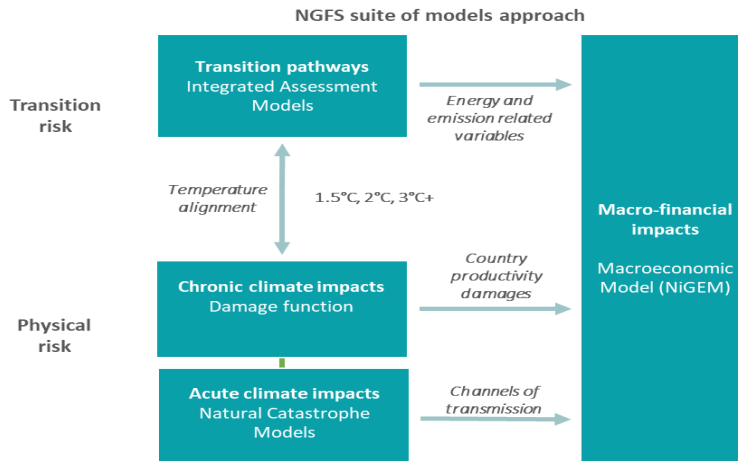 NGFS suite of models approach
Transition
risk
Transition pathways
Integrated Assessment
Models
Energy and
emission related
variables
Temperature
alignment
1.5°C, 2°C, 3°C+
Macro-financial
impacts
Macroeconomic
Model (NiGEM)
Physical
risk
Chronic climate impacts
Damage function
Country
productivity
damages
Acute climate impacts
Natural Catastrophe
Models
Channels of
transmission